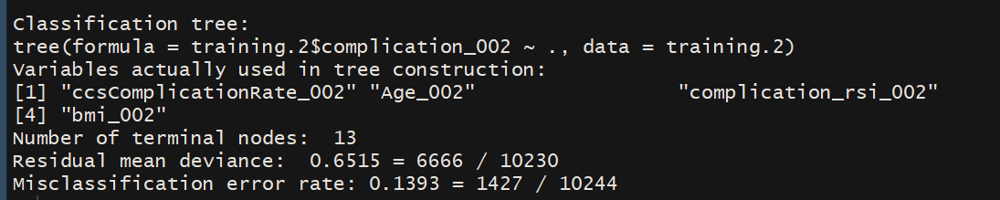 Classification tree:
tree(formula = training.2$complication_002 ~ ., data = training.2)
Variables actually used in tree construction:
[1] "ccsComplicationRate_002" "Age_002"                 "complication_rsi_002"
[4] "bmi_002"
Number of terminal nodes:  13
Residual mean deviance:  0.6515 = 6666 / 10230
Misclassification error rate: 0.1393 = 1427 / 10244